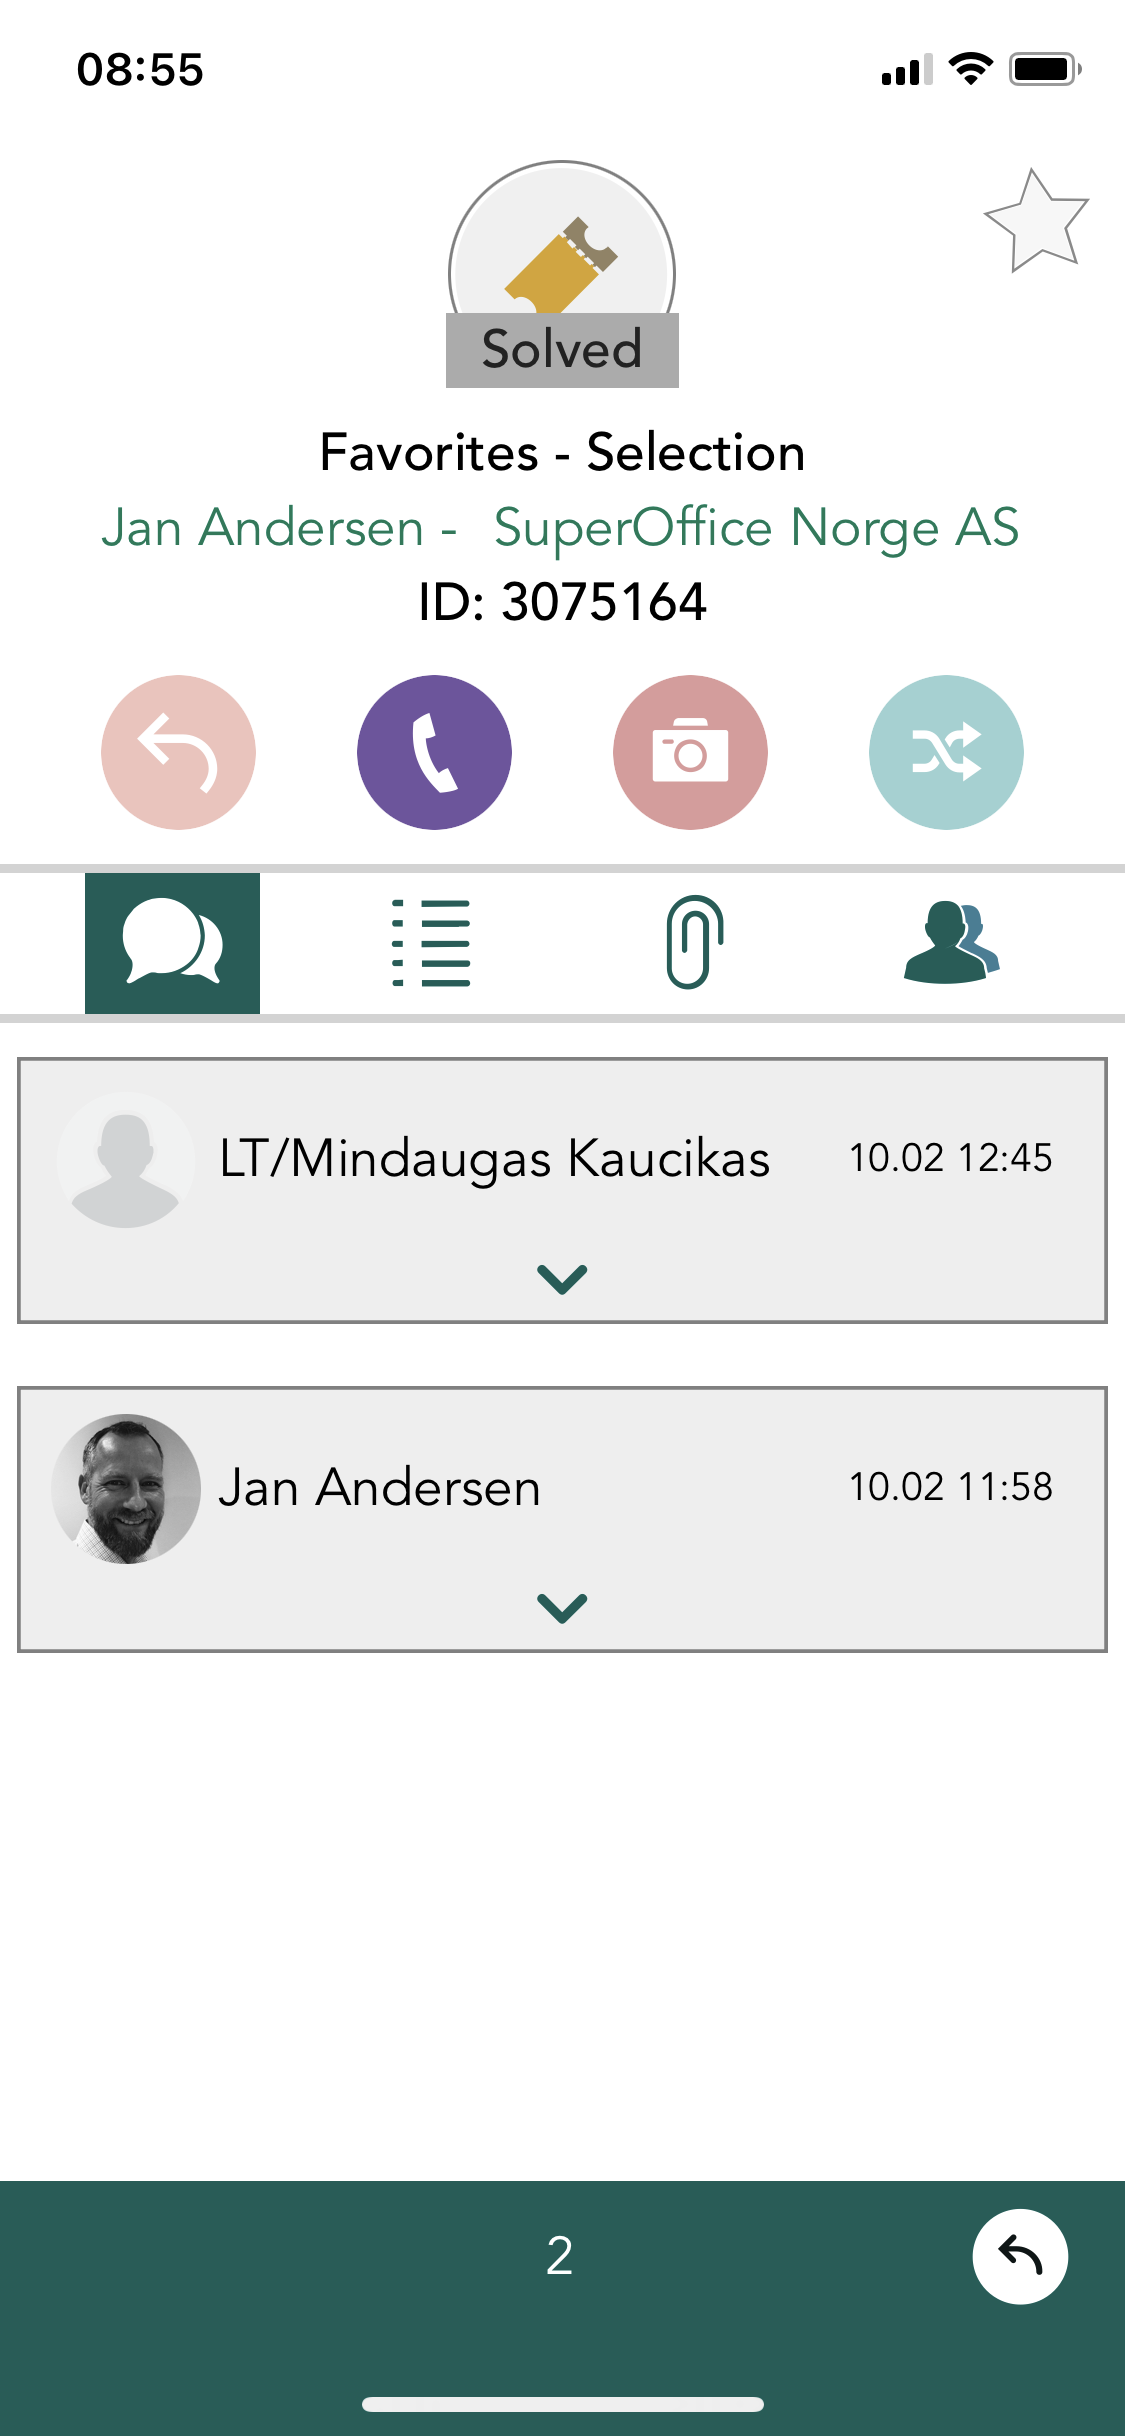 08:55
Solved
Favorites - Selection
Jan Andersen - SuperOffice Norge AS
ID: 3075164
LT/Mindaugas Kaucikas 10.02 12:45
Jan Andersen 10.02 11:58
2